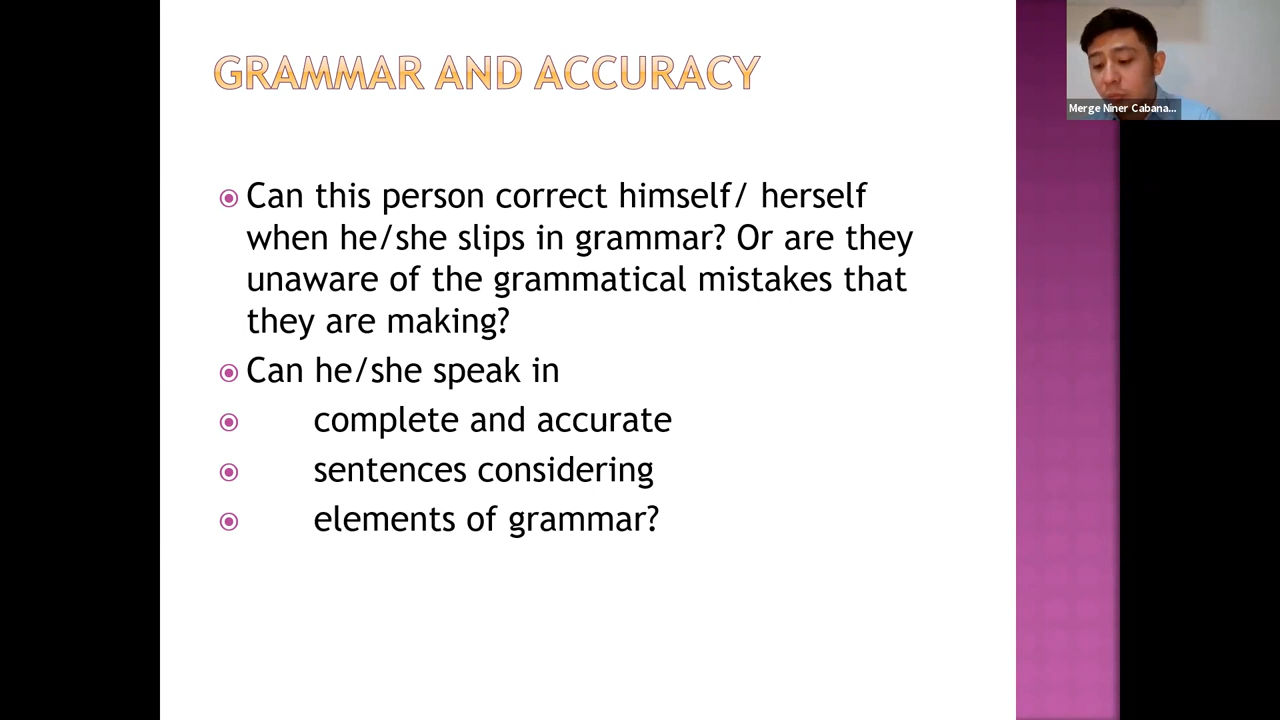 GRAMMAR AND ACCURACY
Merge Niner Cabana...
Can this person correct himself/ herself
when he/she slips in grammar? Or are they
unaware of the grammatical mistakes that
they are making?
Can he/she speak in
complete and accurate
sentences considering
elements of grammar?